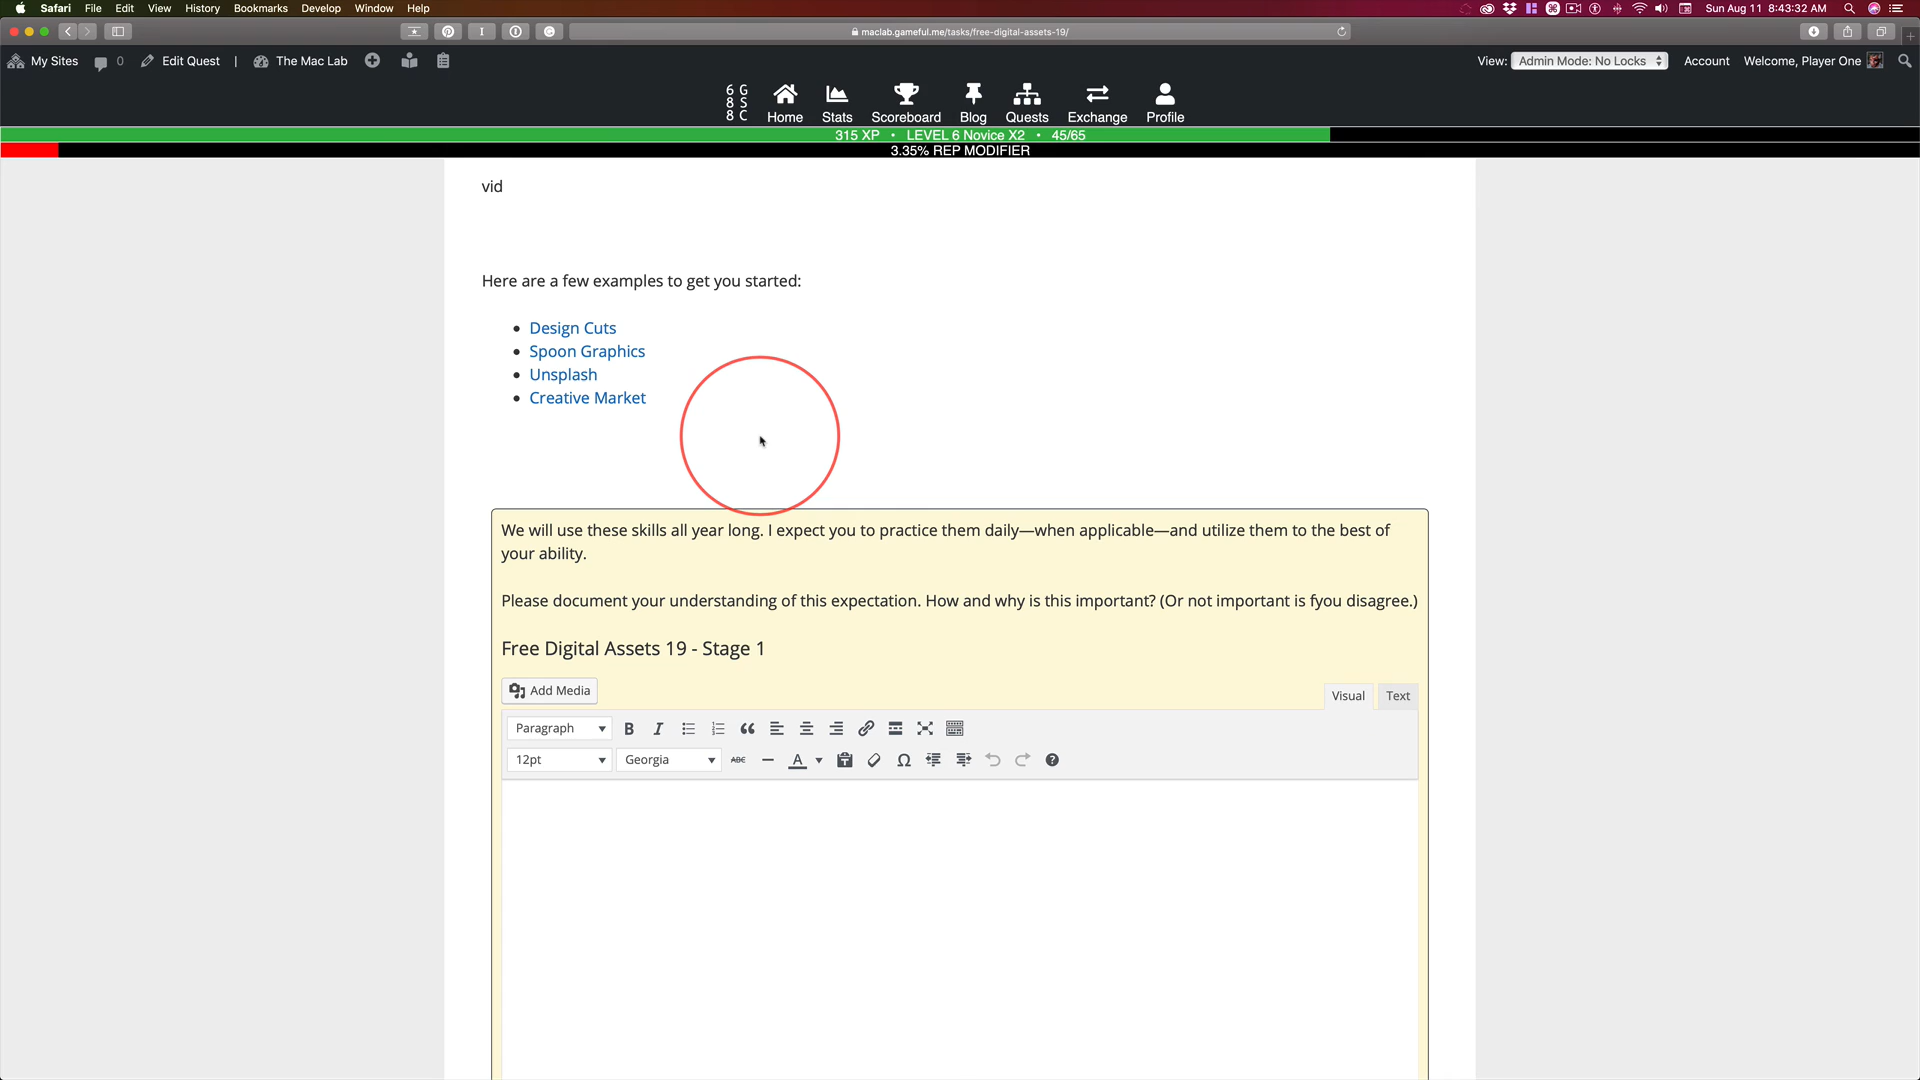 Safari File Edit View History Bookmarks Develop Window Help Sun Aug 11 8:43:32 AM
maclab.gameful.me/tasks/free-digital-assets-19/
My Sites 0 Edit Quest | The Mac Lab View: Admin Mode: No Locks Account Welcome, Player One
6 G
8 S
8 C
Home Stats Scoreboard Blog Quests Exchange Profile
315 XP • LEVEL 6 Novice X2 • 45/65
3.35% REP MODIFIER
vid
Here are a few examples to get you started:
• Design Cuts
• Spoon Graphics
• Unsplash
• Creative Market
We will use these skills all year long. I expect you to practice them daily—when applicable—and utilize them to the best of
your ability.
Please document your understanding of this expectation. How and why is this important? (Or not important is fyou disagree.)
Free Digital Assets 19 - Stage 1
Add Media
Visual Text
Paragraph B I
12pt Georgia ABC A Ω